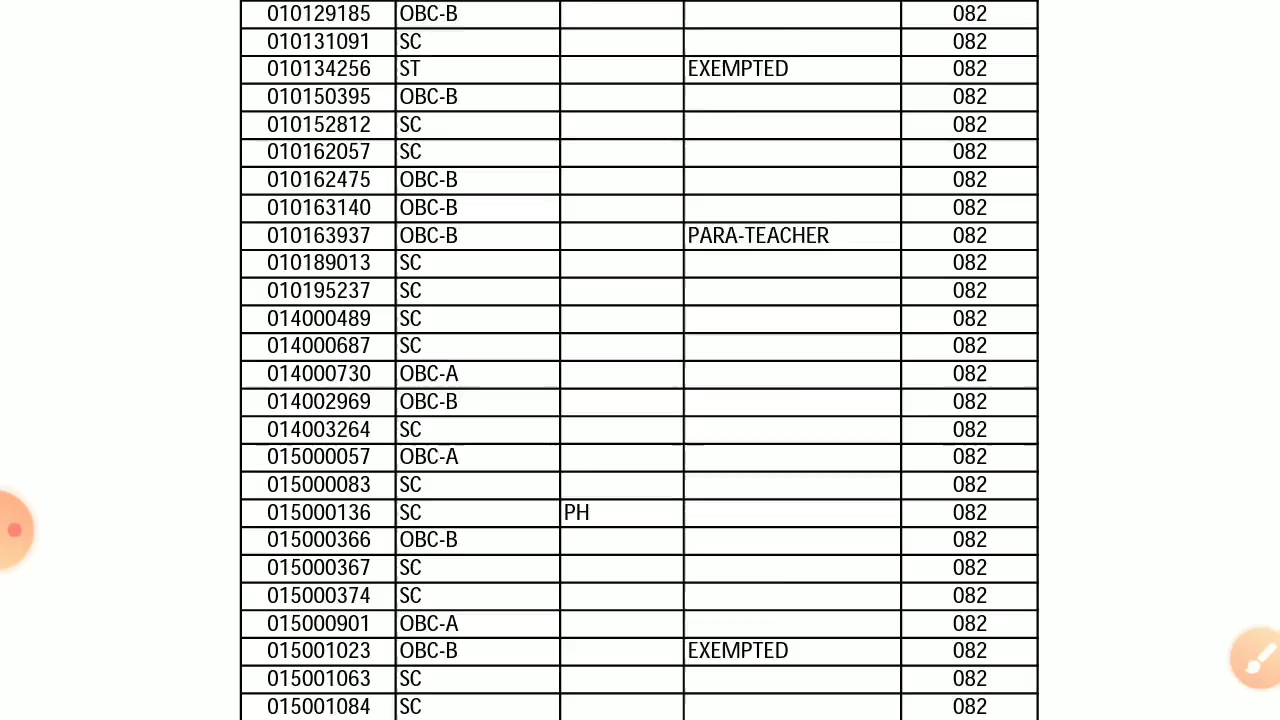 010129185 OBC-B 082
010131091 SC 082
010134256 ST EXEMPTED 082
010150395 OBC-B 082
010152812 SC 082
010162057 SC 082
010162475 OBC-B 082
010163140 OBC-B 082
010163937 OBC-B PARA-TEACHER 082
010189013 SC 082
010195237 SC 082
014000489 SC 082
014000687 SC 082
014000730 OBC-A 082
014002969 OBC-B 082
014003264 SC 082
015000057 OBC-A 082
015000083 SC 082
015000136 SC PH 082
015000366 OBC-B 082
015000367 SC 082
015000374 SC 082
015000901 OBC-A 082
015001023 OBC-B EXEMPTED 082
015001063 SC 082
015001084 SC 082